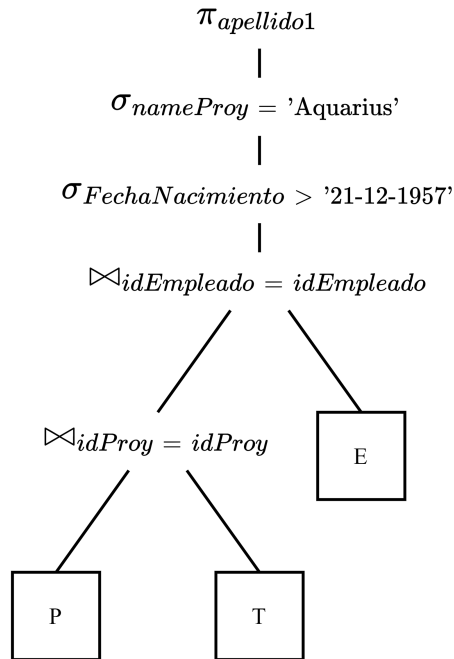 π apellido1
σ nameProy = 'Aquarius'
σ FechaNacimiento > '21-12-1957'
⋈ idEmpleado = idEmpleado
⋈ idProy = idProy
E
P T